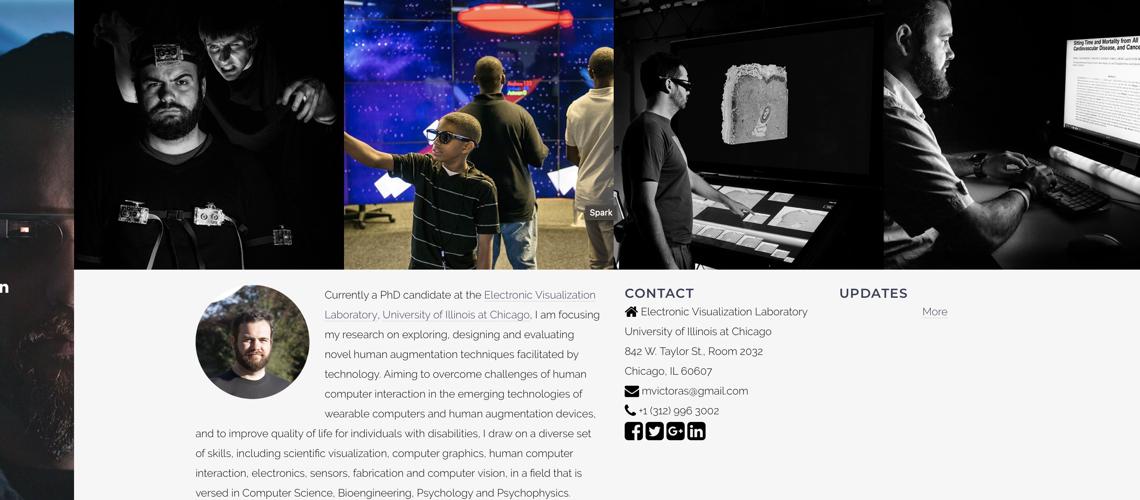 n
Spark
Sitting Time and Mortality from All
Cardiovascular Disease, and Cance
Currently a PhD candidate at the Electronic Visualization
Laboratory, University of Illinois at Chicago, I am focusing
my research on exploring, designing and evaluating
novel human augmentation techniques facilitated by
technology. Aiming to overcome challenges of human
computer interaction in the emerging technologies of
wearable computers and human augmentation devices,
and to improve quality of life for individuals with disabilities, I draw on a diverse set
of skills, including scientific visualization, computer graphics, human computer
interaction, electronics, sensors, fabrication and computer vision, in a field that is
versed in Computer Science, Bioengineering, Psychology and Psychophysics.
CONTACT
Electronic Visualization Laboratory
University of Illinois at Chicago
842 W. Taylor St., Room 2032
Chicago, IL 60607
mvictoras@gmail.com
+1 (312) 996 3002
UPDATES
More